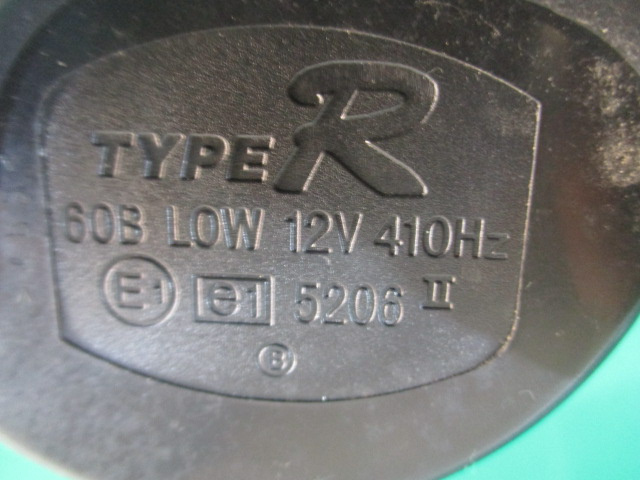 TYPE R
60B LOW 12V 410Hz
E1 e1 5206 II
B